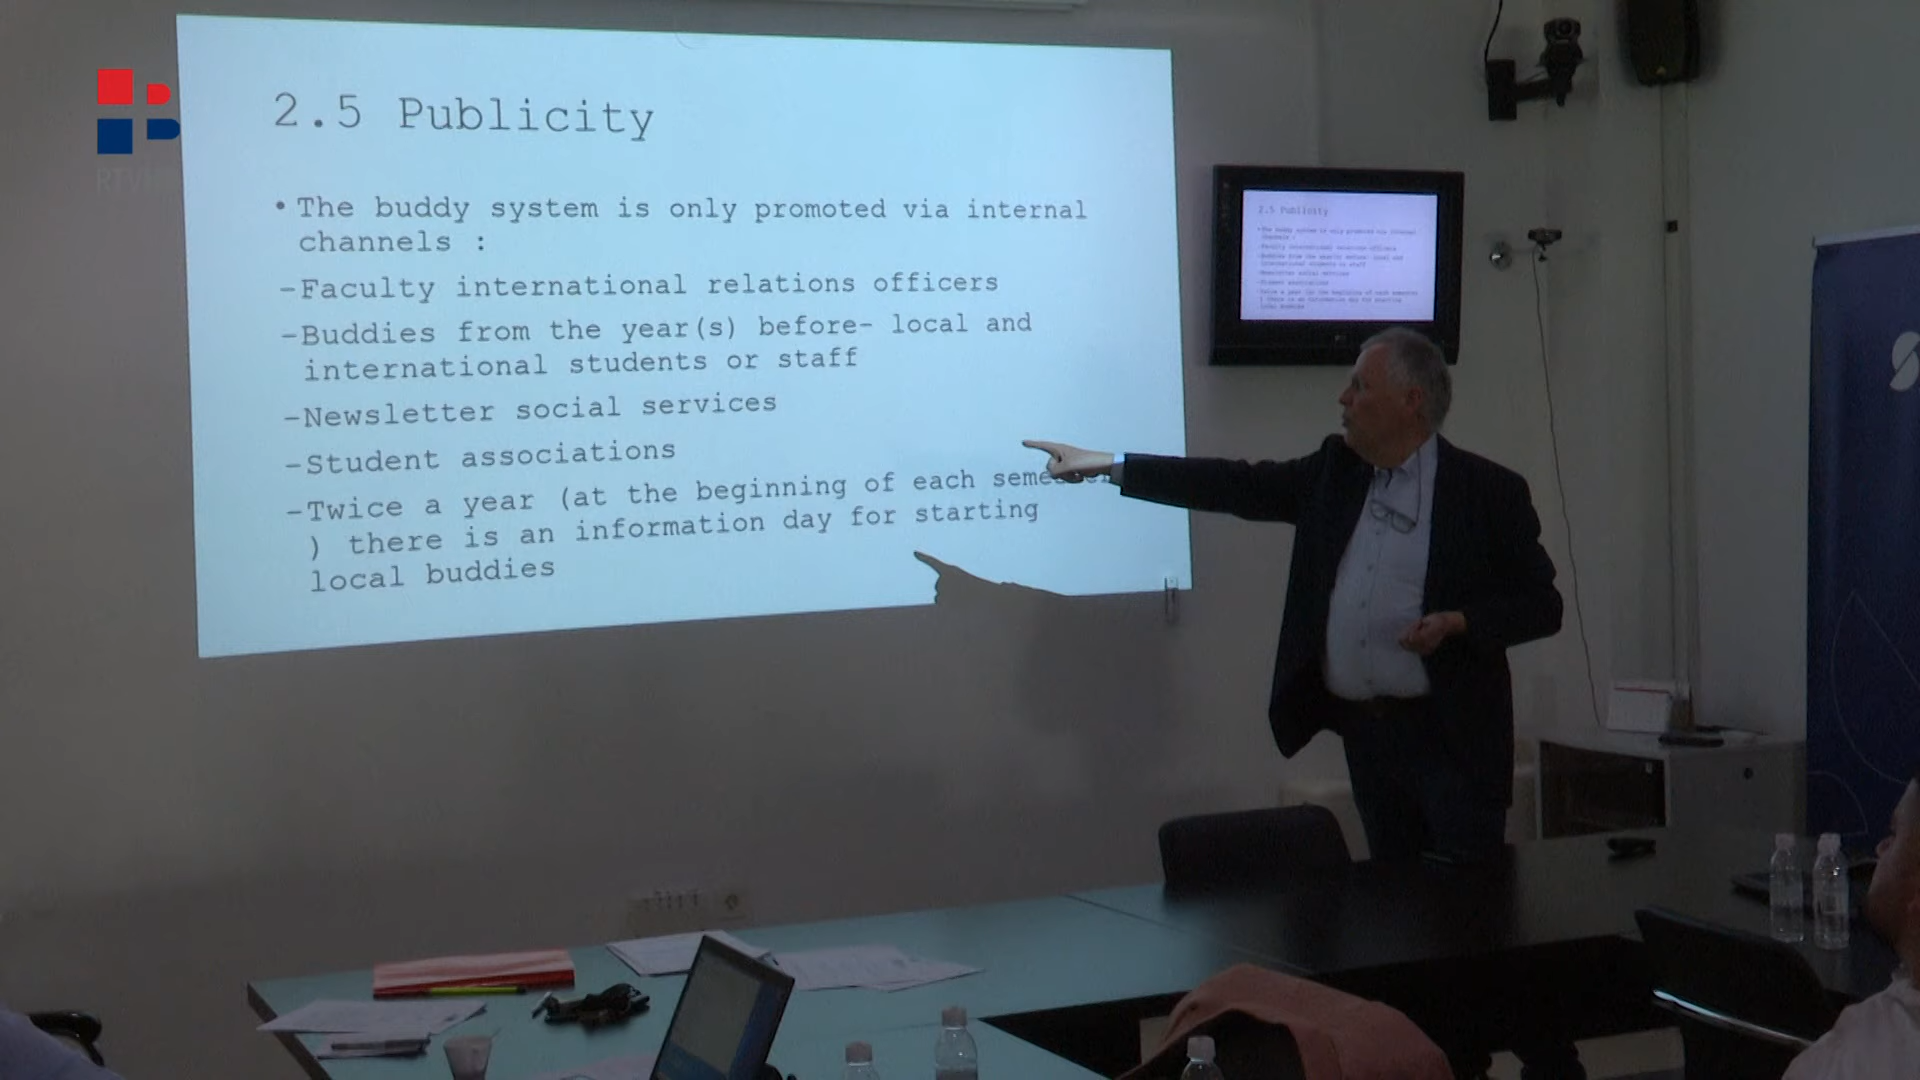 2.5 Publicity
•The buddy system is only promoted via internal
channels :
-Faculty international relations officers
-Buddies from the year(s) before- local and
international students or staff
-Newsletter social services
-Student associations
-Twice a year (at the beginning of each
) there is an information day for starting
local buddies
2.5 Publicity